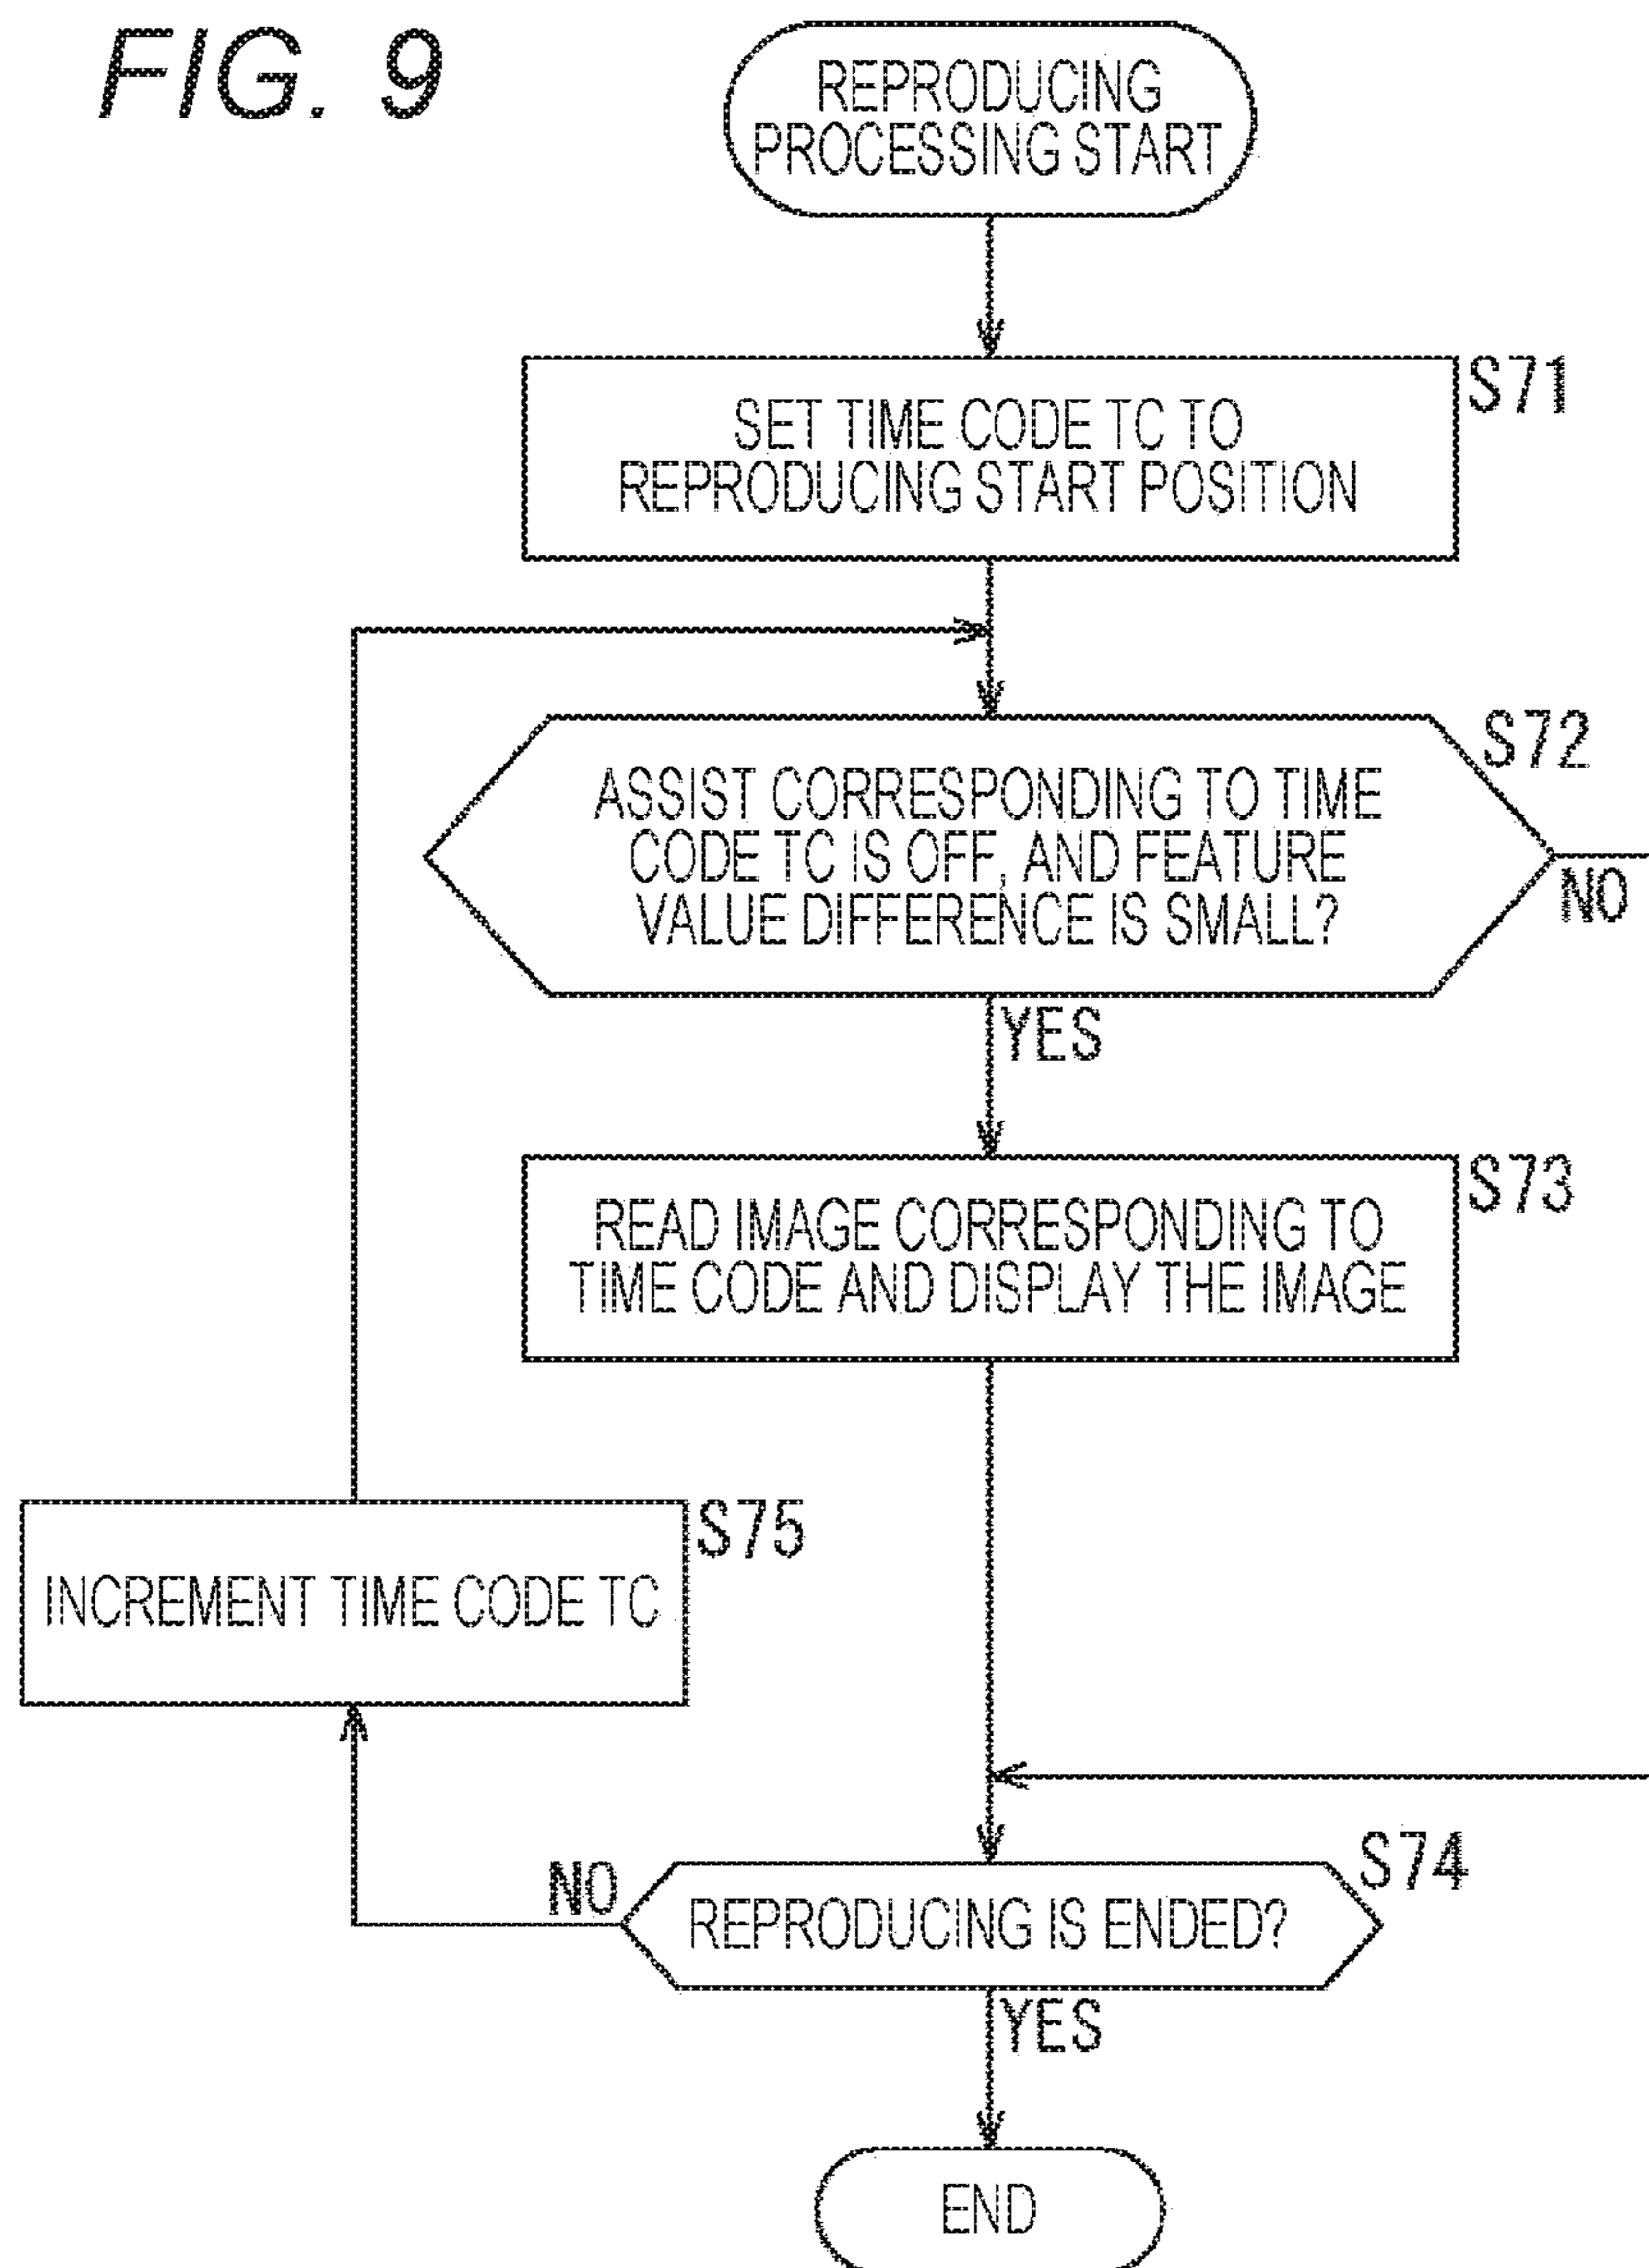 FIG. 9
REPRODUCING
PROCESSING START
SET TIME CODE TC TO
REPRODUCING START POSITION
S71
ASSIST CORRESPONDING TO TIME
CODE TC IS OFF, AND FEATURE
VALUE DIFFERENCE IS SMALL?
S72
NO
YES
READ IMAGE CORRESPONDING TO
TIME CODE AND DISPLAY THE IMAGE
S73
INCREMENT TIME CODE TC
S75
REPRODUCING IS ENDED?
S74
NO
YES
END